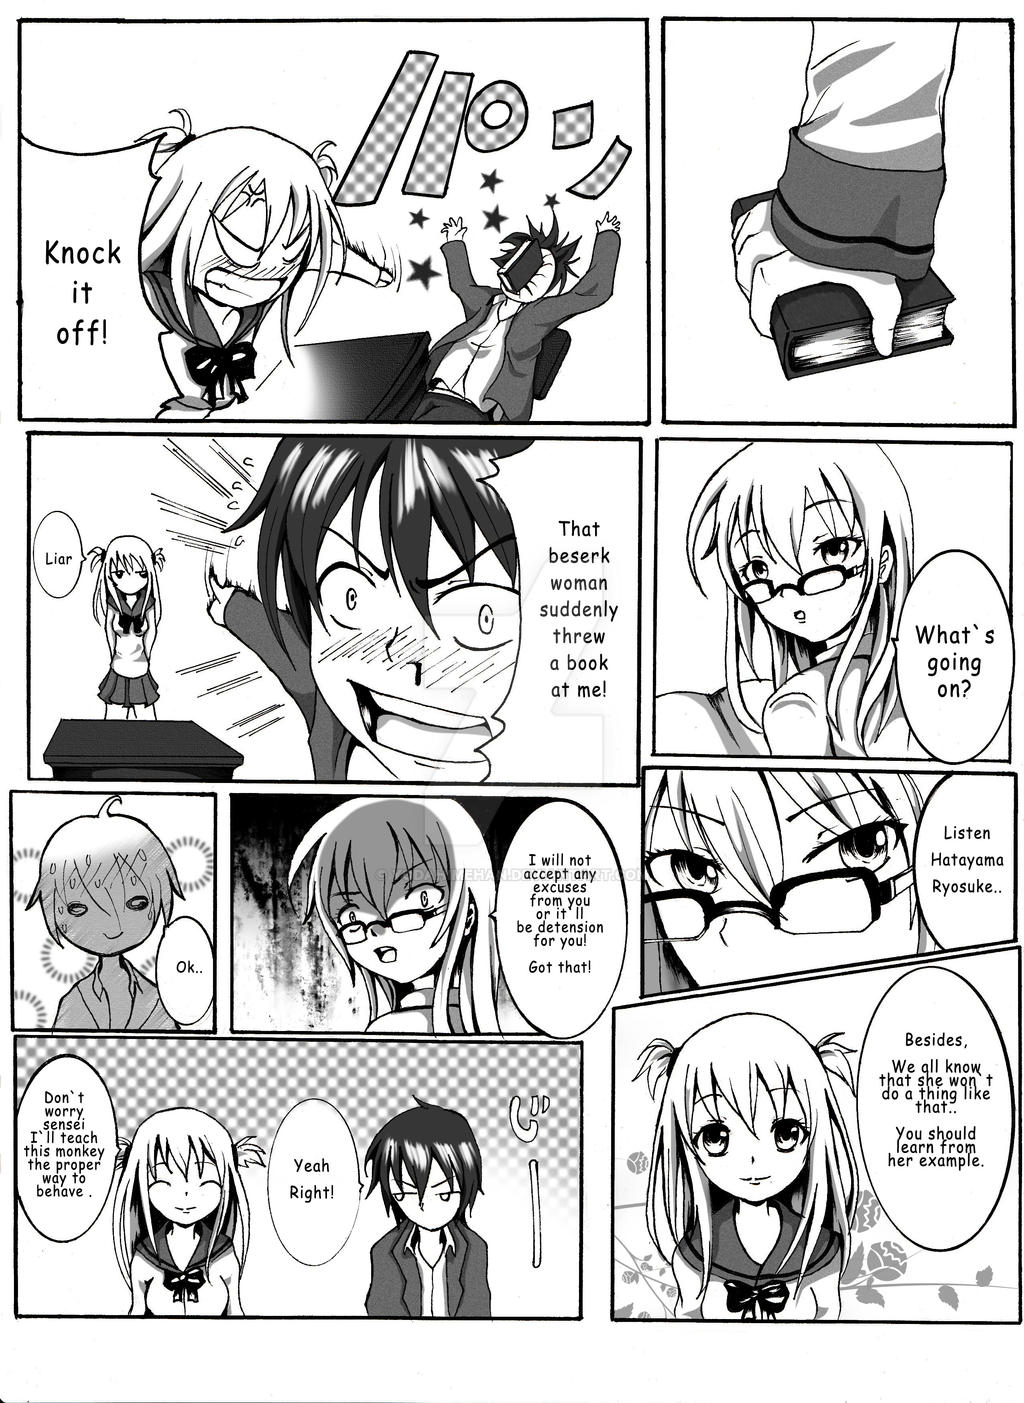 パン
Knock
it
off!
What`s
going
on?
That
beserk
woman
suddenly
threw
a book
at me!
Liar
Listen
Hatayama
Ryosuke..
I will not
accept any
excuses
from you
or it`ll
be detension
for you!
Got that!
Ok..
Besides,
We all know
that she won`t
do a thing like
that..
You should
learn from
her example.
Don`t
worry
sensei
I`ll teach
this monkey
the proper
way to
behave .
Yeah
Right!
じー